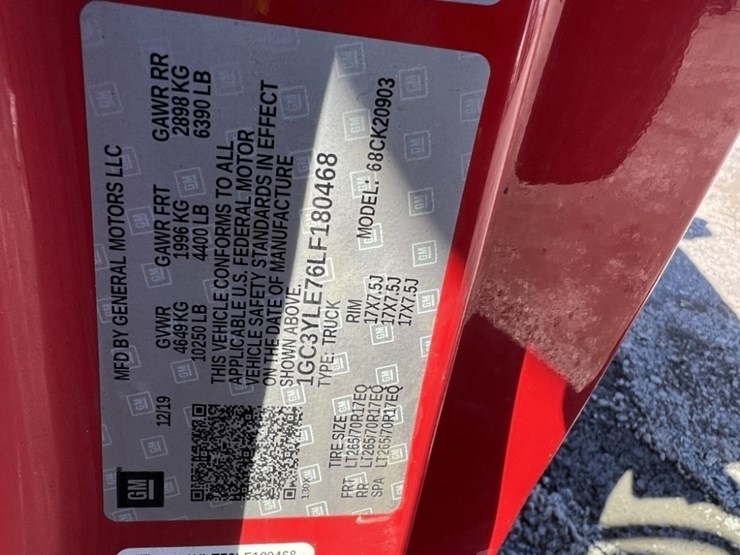 GM
12/19
MFD BY GENERAL MOTORS LLC
GVWR GAWR FRT GAWR RR
4649 KG 1996 KG 2898 KG
10250 LB 4400 LB 6390 LB
THIS VEHICLE CONFORMS TO ALL
APPLICABLE U.S. FEDERAL MOTOR
VEHICLE SAFETY STANDARDS IN EFFECT
ON THE DATE OF MANUFACTURE
SHOWN ABOVE.
1GC3YLE76LF180468
TYPE: TRUCK MODEL: 68CK20903
130X
TIRE SIZE RIM
FRT LT265/70R17EQ 17X7.5J
RR LT265/70R17EQ 17X7.5J
SPA LT265/70R17EQ 17X7.5J